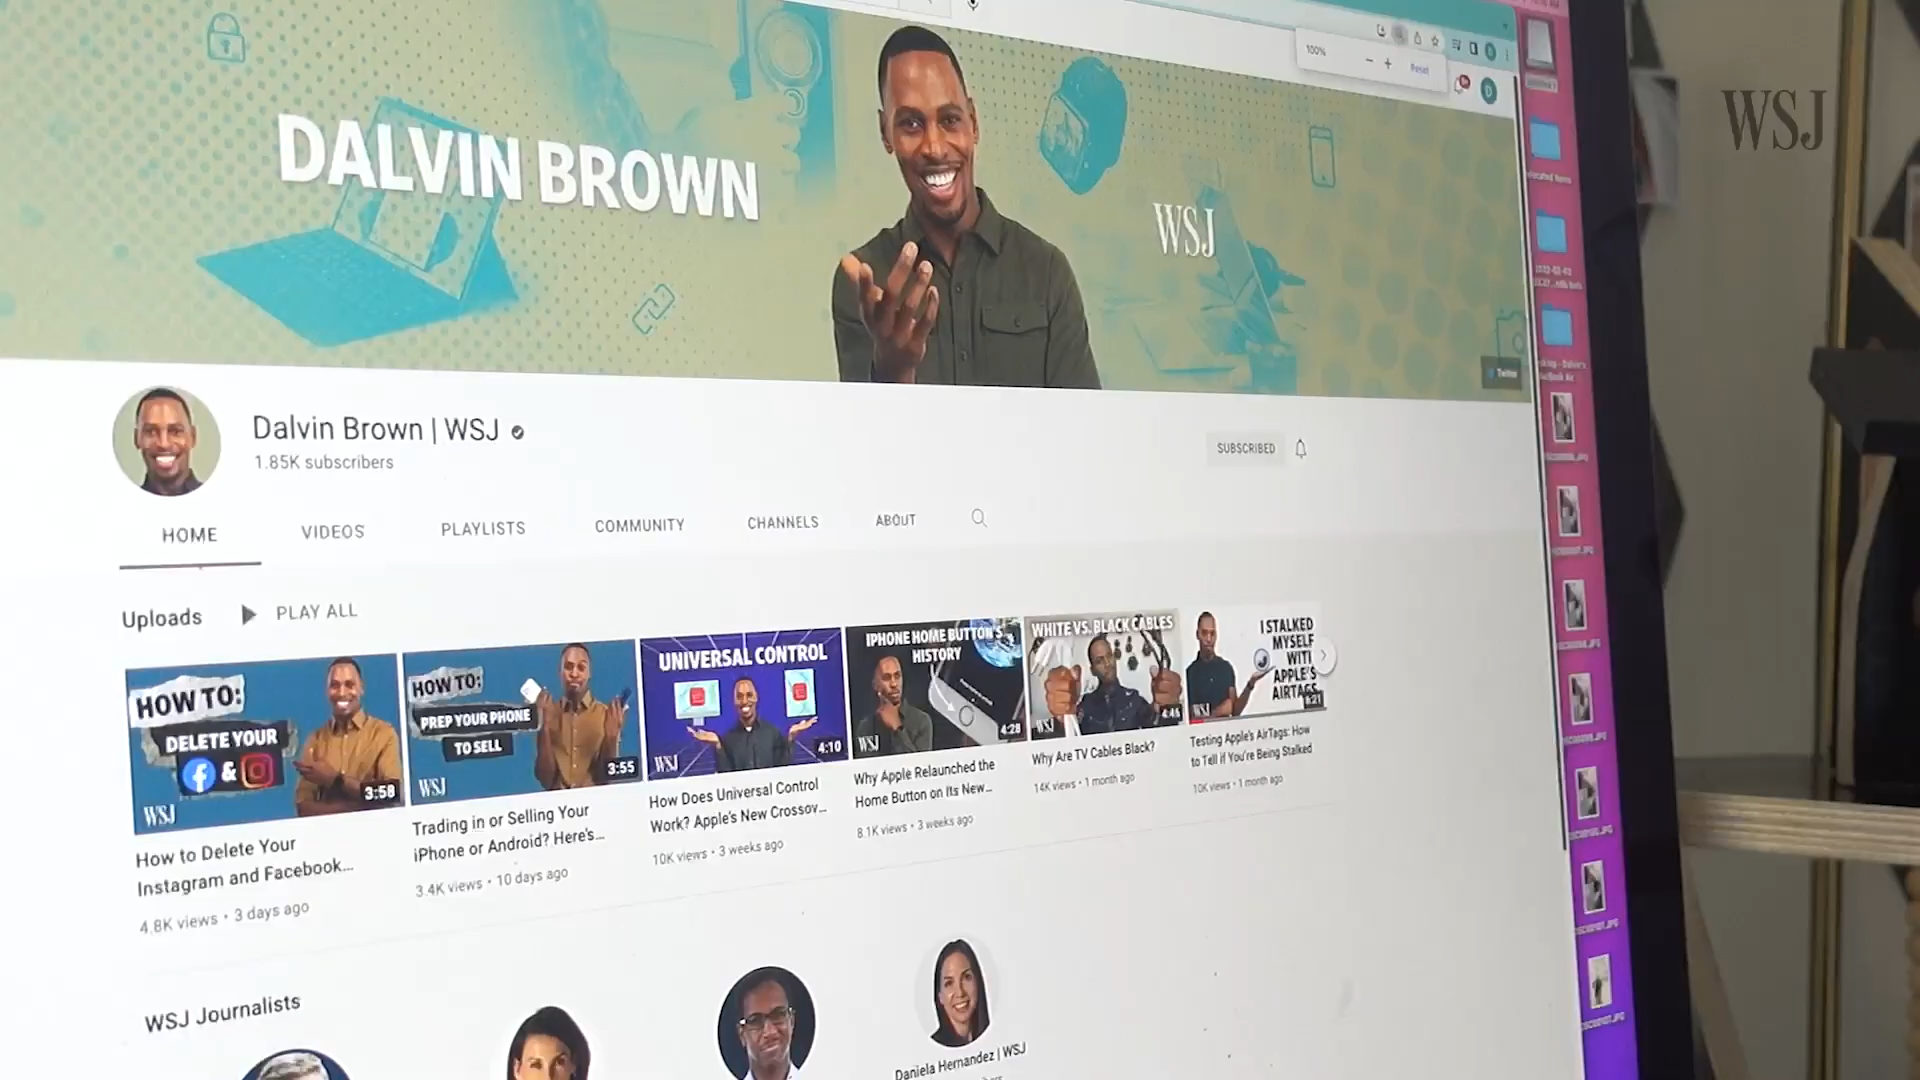 100%
Reset
WSJ
DALVIN BROWN
WSJ
Twitter
Dalvin Brown | WSJ
1.85K subscribers
SUBSCRIBED
HOME
VIDEOS
PLAYLISTS
COMMUNITY
CHANNELS
ABOUT
Uploads
PLAY ALL
HOW TO:
DELETE YOUR
&
WSJ
3:58
How to Delete Your
Instagram and Facebook...
4.8K views • 3 days ago
HOW TO:
PREP YOUR PHONE
TO SELL
WSJ
3:55
Trading in or Selling Your
iPhone or Android? Here's...
3.4K views • 10 days ago
UNIVERSAL CONTROL
WSJ
4:10
How Does Universal Control
Work? Apple's New Crossov...
10K views • 3 weeks ago
IPHONE HOME BUTTON'S
HISTORY
WSJ
4:28
Why Apple Relaunched the
Home Button on Its New...
8.1K views • 3 weeks ago
WHITE VS. BLACK CABLES
WSJ
4:45
Why Are TV Cables Black?
14K views • 1 month ago
I STALKED
MYSELF
WITH
APPLE'S
AIRTAGS
WSJ
Testing Apple's AirTags: How
to Tell if You're Being Stalked
10K views • 1 month ago
WSJ Journalists
Daniela Hernandez | WSJ